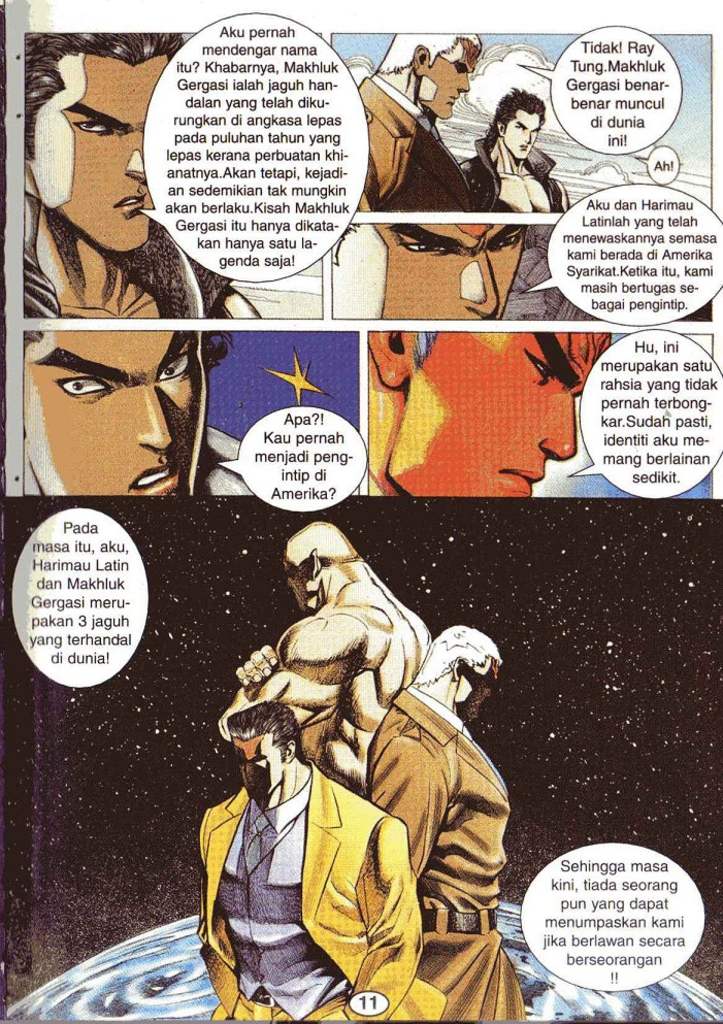 Aku pernah
mendengar nama
itu? Khabarnya, Makhluk
Gergasi ialah jaguh han-
dalan yang telah diku-
rungkan di angkasa lepas
pada puluhan tahun yang
lepas kerana perbuatan khi-
anatnya.Akan tetapi, kejadi-
an sedemikian tak mungkin
akan berlaku.Kisah Makhluk
Gergasi itu hanya dikata-
kan hanya satu la-
genda saja!
Tidak! Ray
Tung.Makhluk
Gergasi benar-
benar muncul
di dunia
ini!
Ah!
Aku dan Harimau
Latinlah yang telah
menewaskannya semasa
kami berada di Amerika
Syarikat.Ketika itu, kami
masih bertugas se-
bagai pengintip.
Apa?!
Kau pernah
menjadi peng-
intip di
Amerika?
Hu, ini
merupakan satu
rahsia yang tidak
pernah terbong-
kar.Sudah pasti,
identiti aku me-
mang berlainan
sedikit.
Pada
masa itu, aku,
Harimau Latin
dan Makhluk
Gergasi meru-
pakan 3 jaguh
yang terhandal
di dunia!
Sehingga masa
kini, tiada seorang
pun yang dapat
menumpaskan kami
jika berlawan secara
berseorangan
!!
11